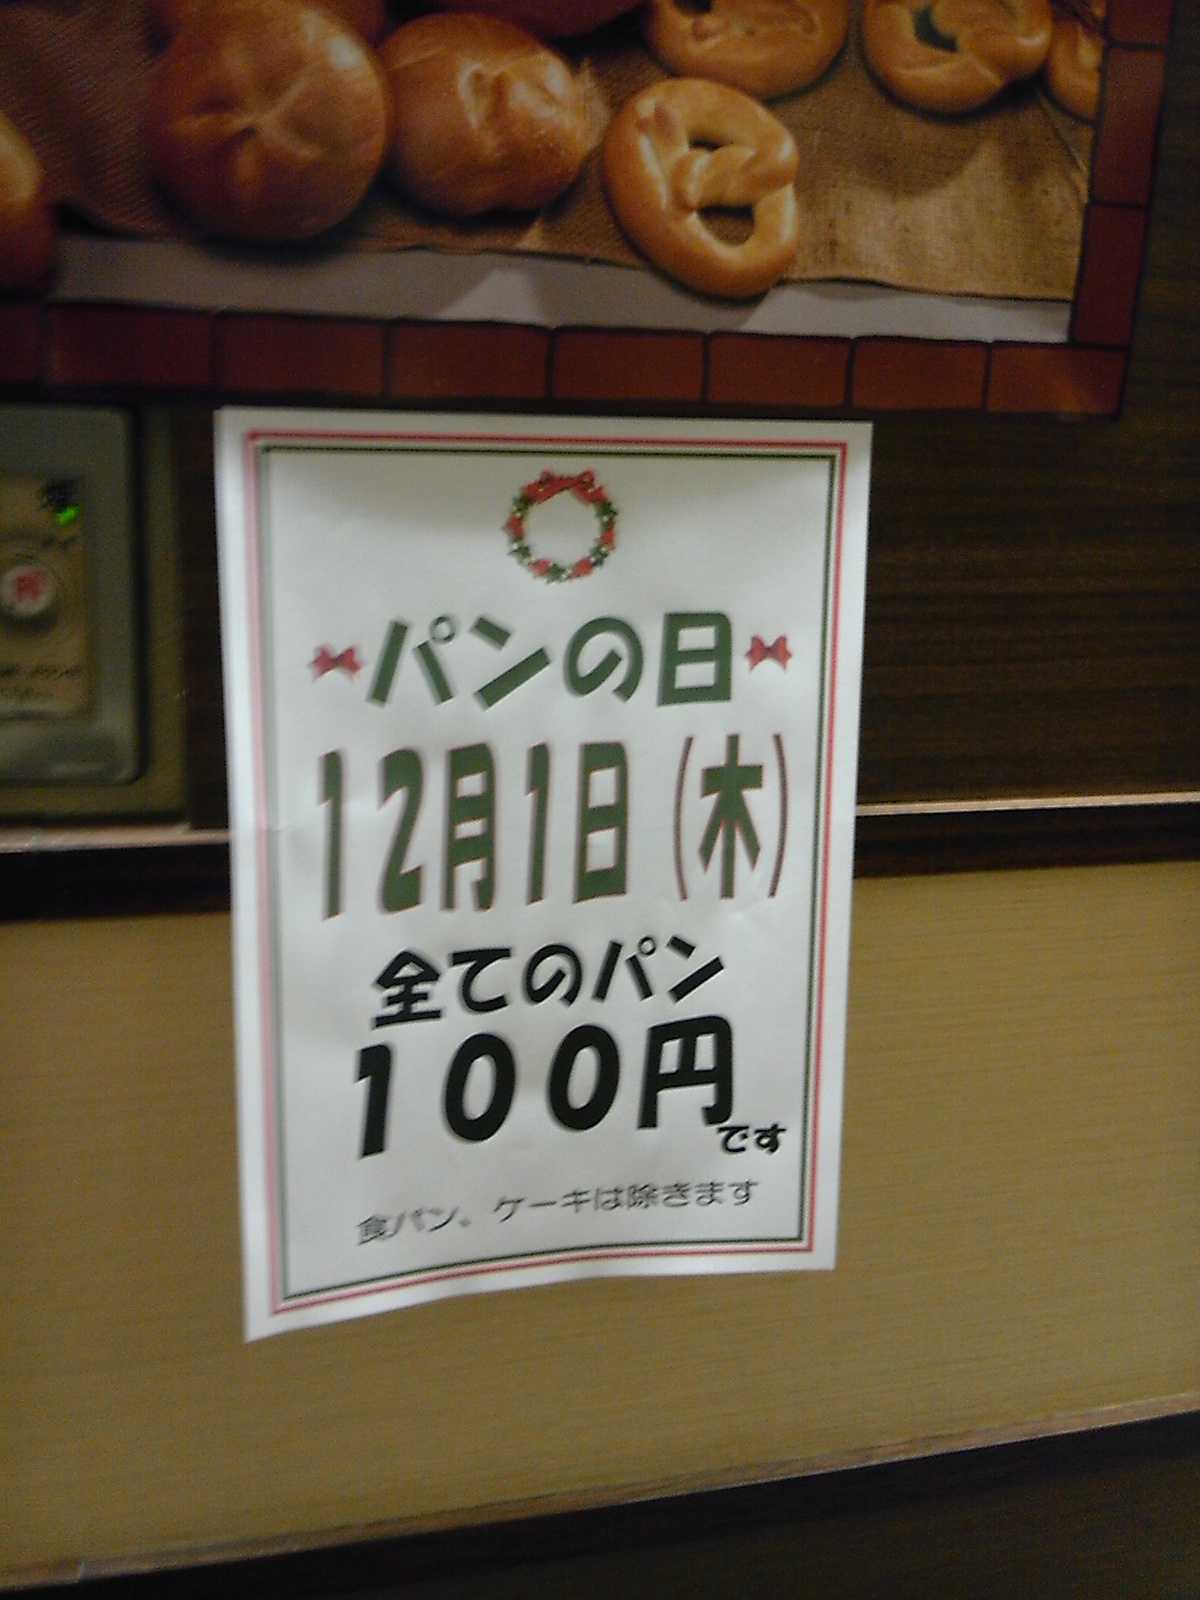 パンの日
12月1日(木)
全てのパン
100円
です
食パン、ケーキは除きます